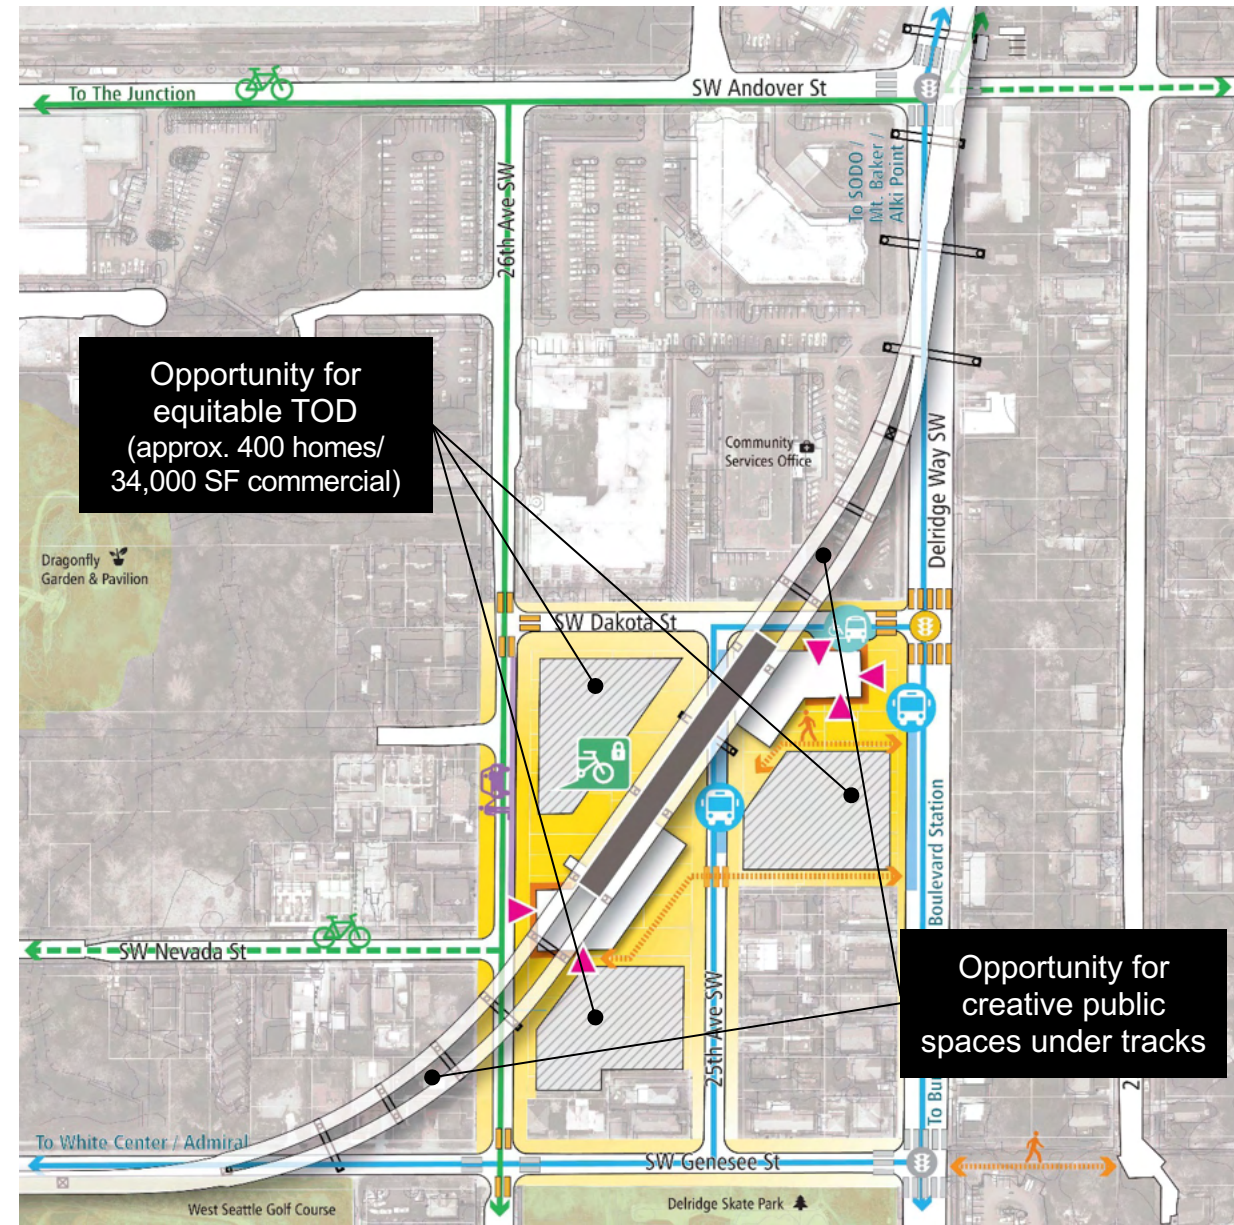 To The Junction
SW Andover St
To SODO /
Mt. Baker /
Alki Point
26th Ave SW
Opportunity for
equitable TOD
(approx. 400 homes/
34,000 SF commercial)
Community
Services Office
Delridge Way SW
Dragonfly
Garden & Pavilion
SW Dakota St
Boulevard Station
SW Nevada St
Opportunity for
creative public
spaces under tracks
25th Ave SW
To Bu
2
To White Center / Admiral
SW Genesee St
West Seattle Golf Course
Delridge Skate Park